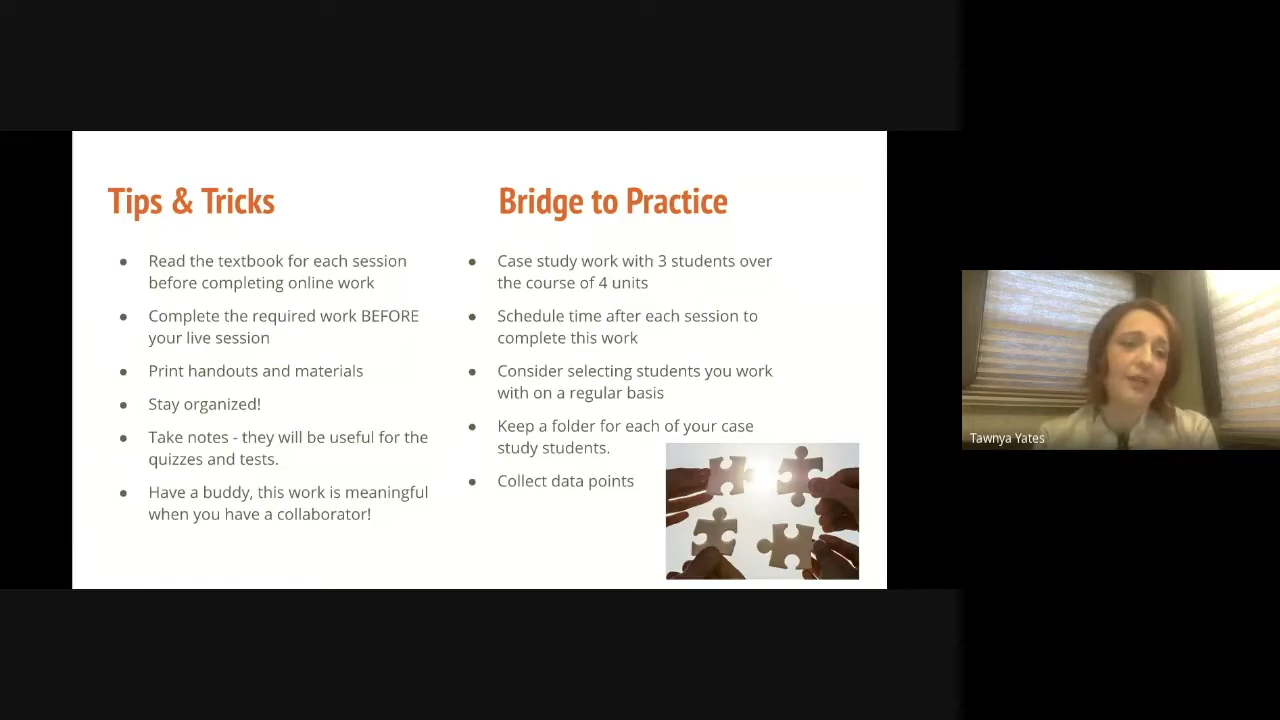 Tips & Tricks
Read the textbook for each session
before completing online work
Complete the required work BEFORE
your live session
Print handouts and materials
Stay organized!
Take notes - they will be useful for the
quizzes and tests.
Have a buddy, this work is meaningful
when you have a collaborator!
Bridge to Practice
Case study work with 3 students over
the course of 4 units
Schedule time after each session to
complete this work
Consider selecting students you work
with on a regular basis
Keep a folder for each of your case
study students.
Collect data points
Tawnya Yates